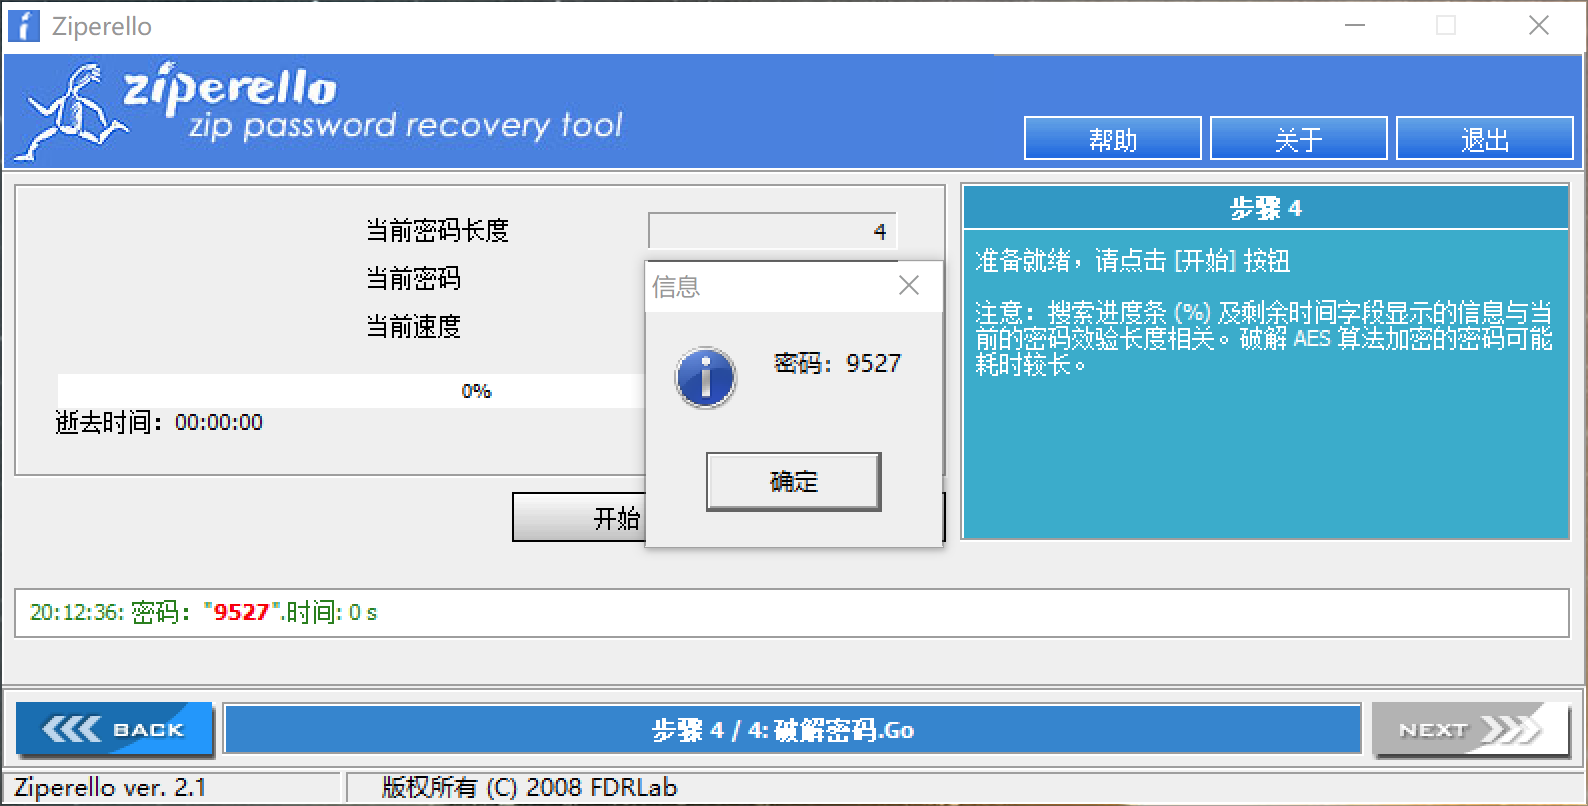 Ziperello
ziperello
zip password recovery tool
帮助
关于
退出
当前密码长度
4
当前密码
当前速度
0%
逝去时间：00:00:00
开始
信息
密码：9527
确定
步骤 4
准备就绪，请点击 [开始] 按钮
注意：搜索进度条 (%) 及剩余时间字段显示的信息与当
前的密码效验长度相关。破解 AES 算法加密的密码可能
耗时较长。
20:12:36: 密码："9527".时间: 0 s
BACK
步骤 4 / 4: 破解密码.Go
NEXT
Ziperello ver. 2.1
版权所有 (C) 2008 FDRLab